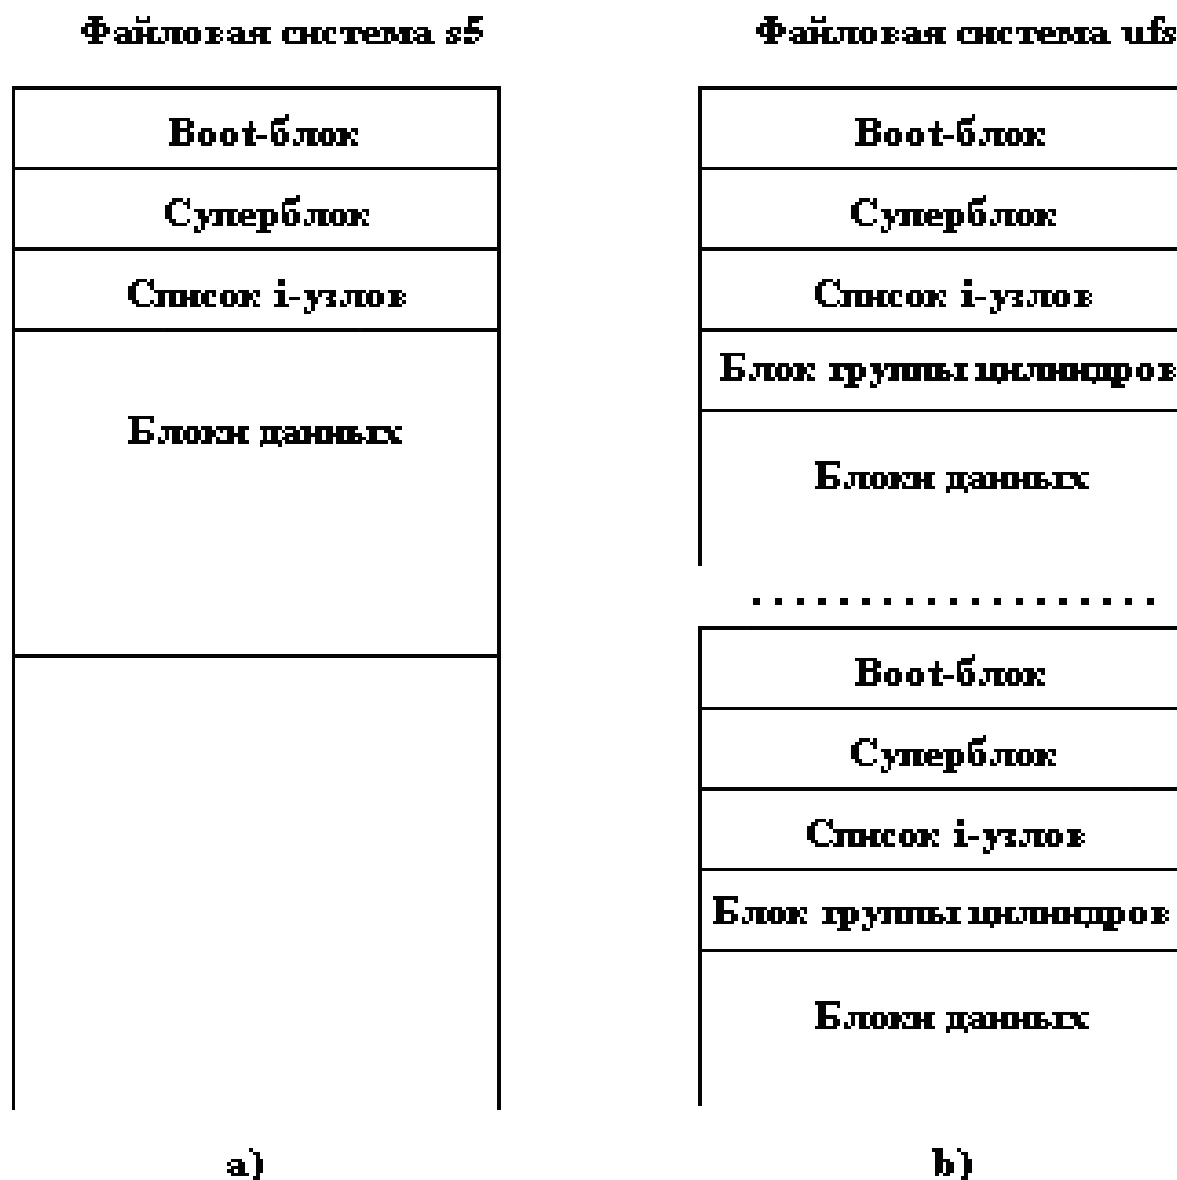 Файловая система s5
Boot-блок
Суперблок
Список i-узлов
Блоки данных
a)
Файловая система ufs
Boot-блок
Суперблок
Список i-узлов
Блок группы цилиндров
Блоки данных
. . . . . . . . . . . . . . . . . . .
Boot-блок
Суперблок
Список i-узлов
Блок группы цилиндров
Блоки данных
b)